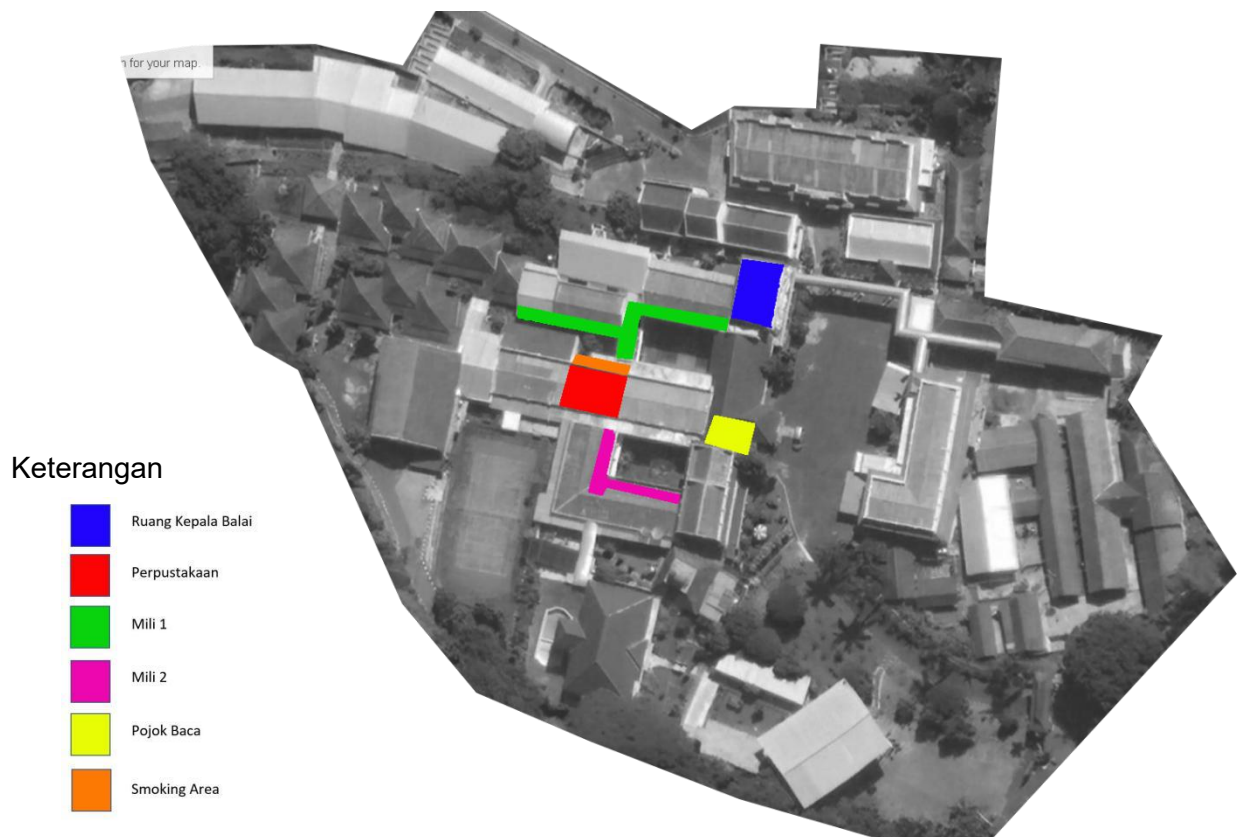 n for your map.
Keterangan
Ruang Kepala Balai
Perpustakaan
Mili 1
Mili 2
Pojok Baca
Smoking Area